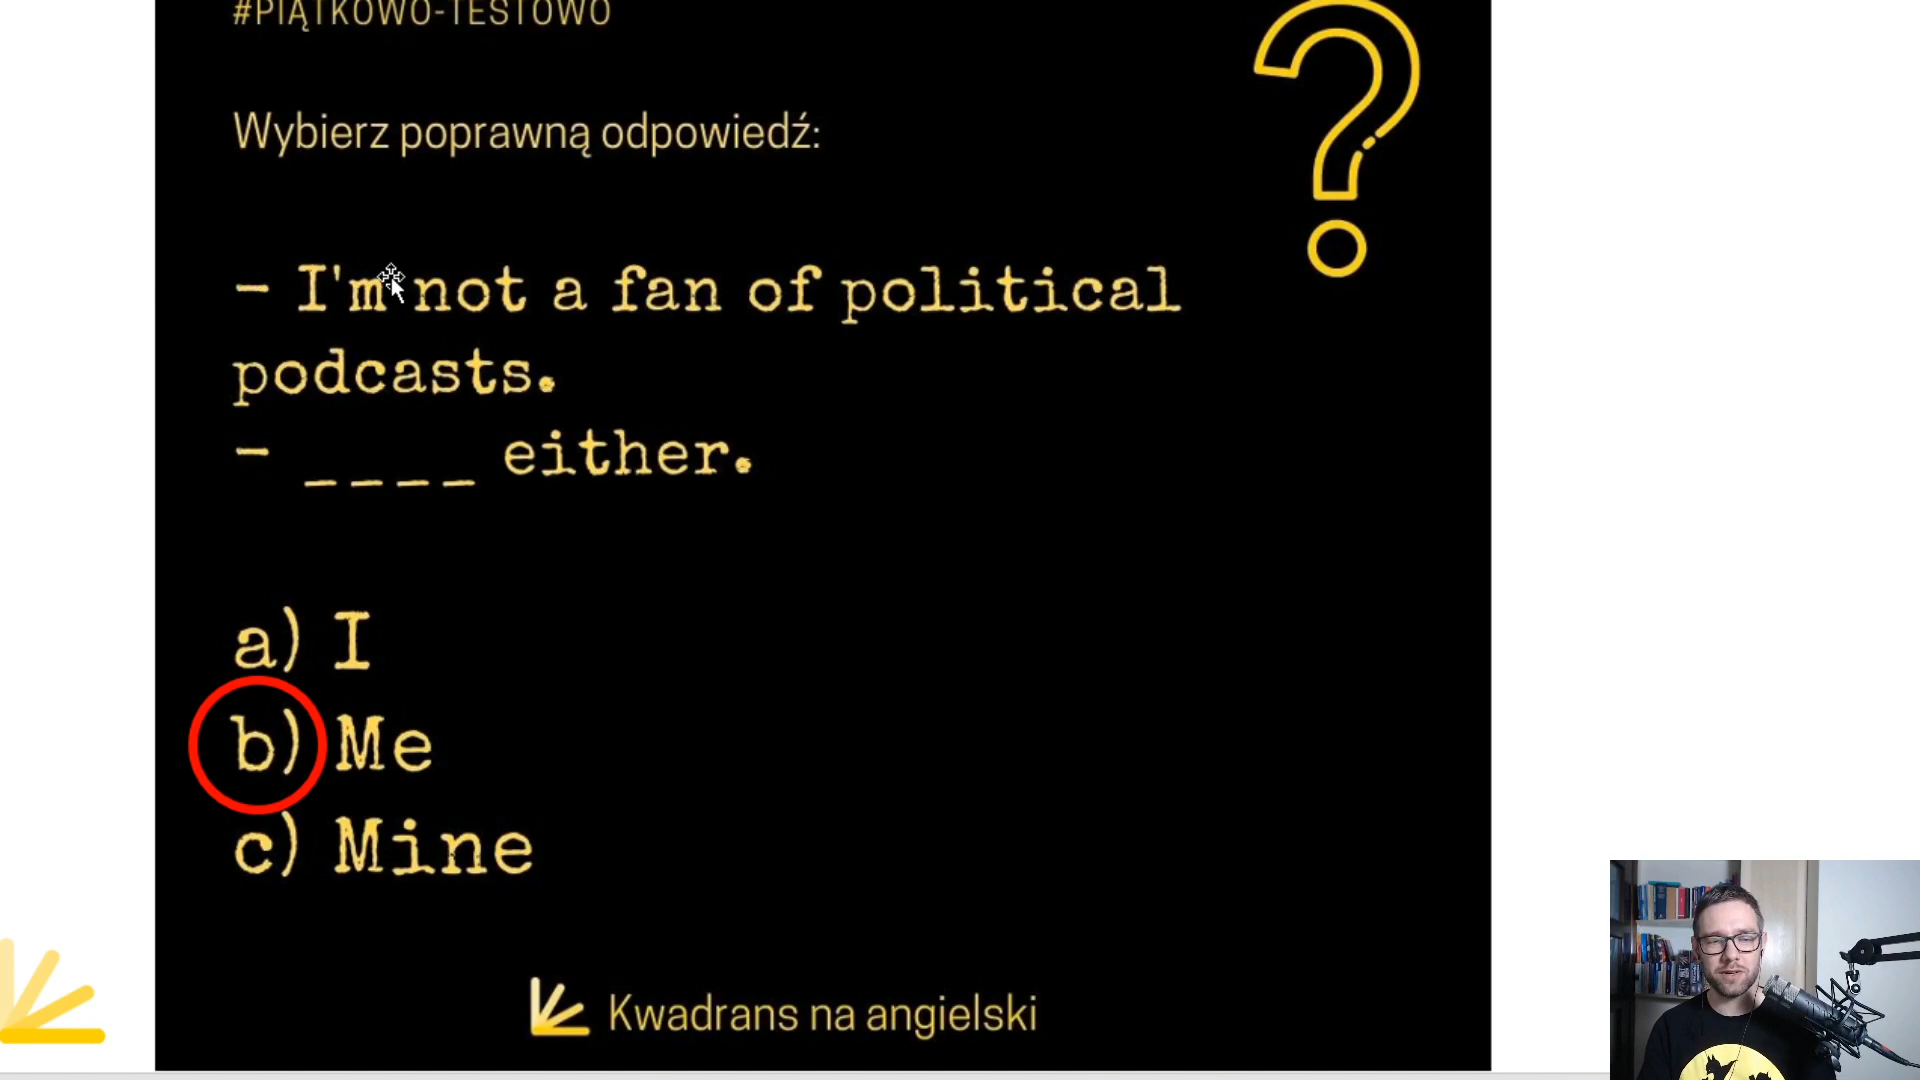 #PIĄTKOWO-TESTOWO
Wybierz poprawną odpowiedź:
- I'm not a fan of political
podcasts.
- ____ either.
a) I
b) Me
c) Mine
Kwadrans na angielski